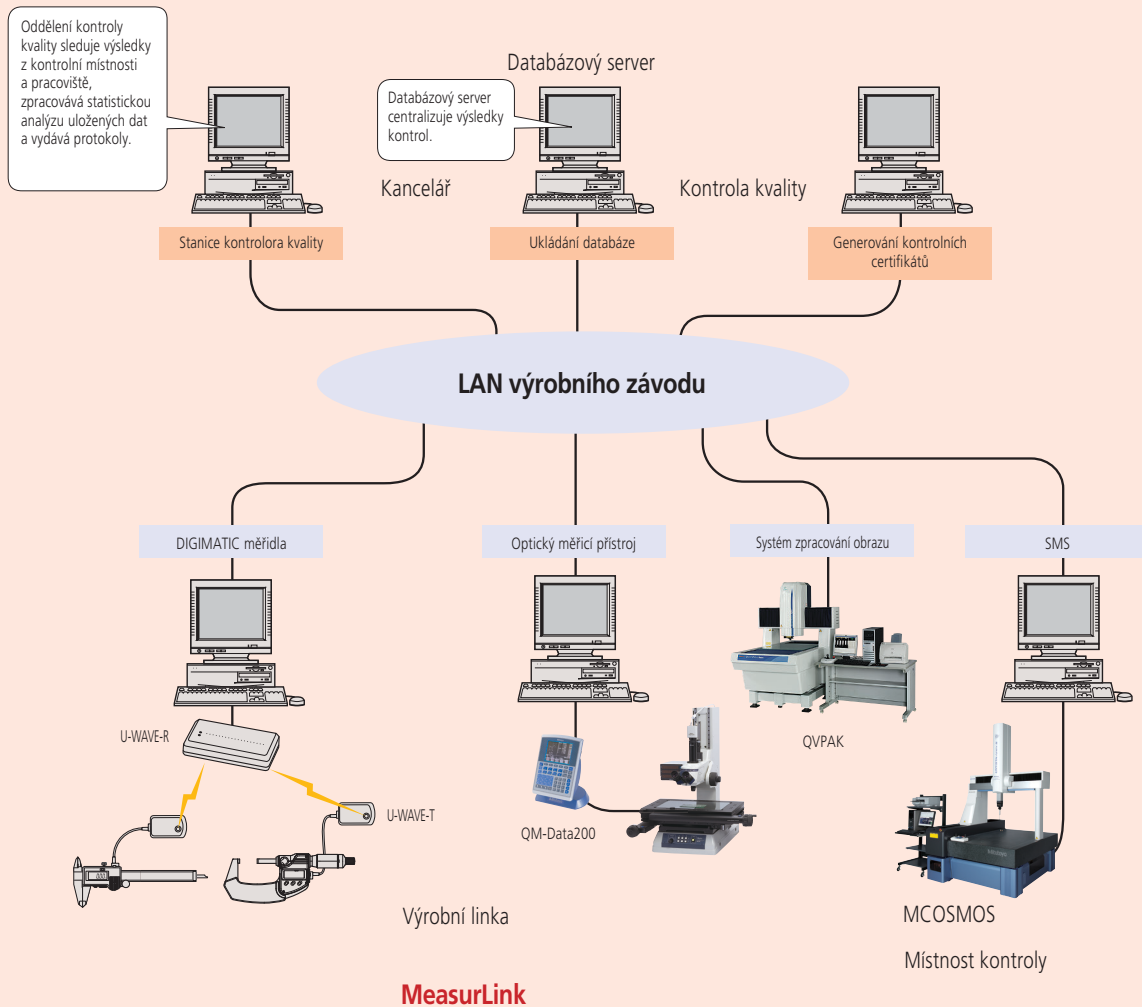 Oddělení kontroly
kvality sleduje výsledky
z kontrolní místnosti
a pracoviště,
zpracovává statistickou
analýzu uložených dat
a vydává protokoly.
Databázový server
Databázový server
centralizuje výsledky
kontrol.
Kancelář
Kontrola kvality
Stanice kontrolora kvality
Ukládání databáze
Generování kontrolních
certifikátů
LAN výrobního závodu
DIGIMATIC měřidla
Optický měřicí přístroj
Systém zpracování obrazu
SMS
U-WAVE-R
U-WAVE-T
QM-Data200
QVPAK
Výrobní linka
MCOSMOS
Místnost kontroly
MeasurLink